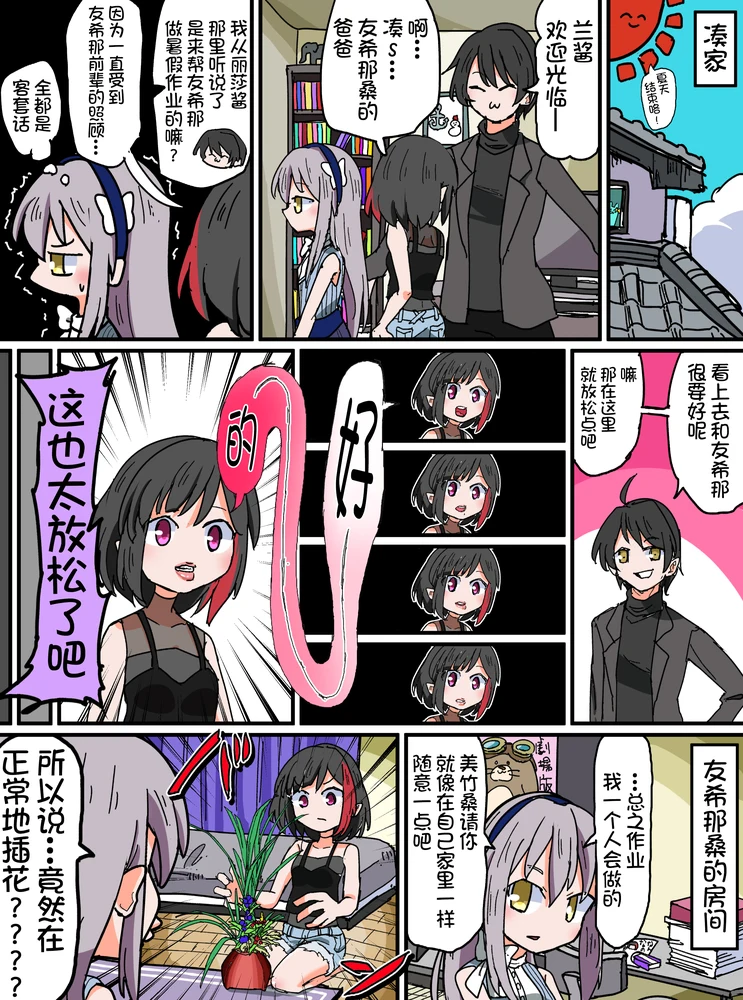 凑家
夏天
结束咯！
兰酱
欢迎光临ー
啊…
凑s…
友希那桑的
爸爸
我从丽莎酱
那里听说了
是来帮友希那
做暑假作业的嘛？
因为一直受到
友希那前辈的照顾…
全都是
客套话
看上去和友希那
很要好呢
嘛
那在这里
就放松点吧
好
的
这也太放松了吧
友希那桑的房间
劇場版
…总之作业
我一个人会做的
美竹桑请你
就像在自己家里一样
随意一点吧
所以说…竟然在
正常地插花？？？？